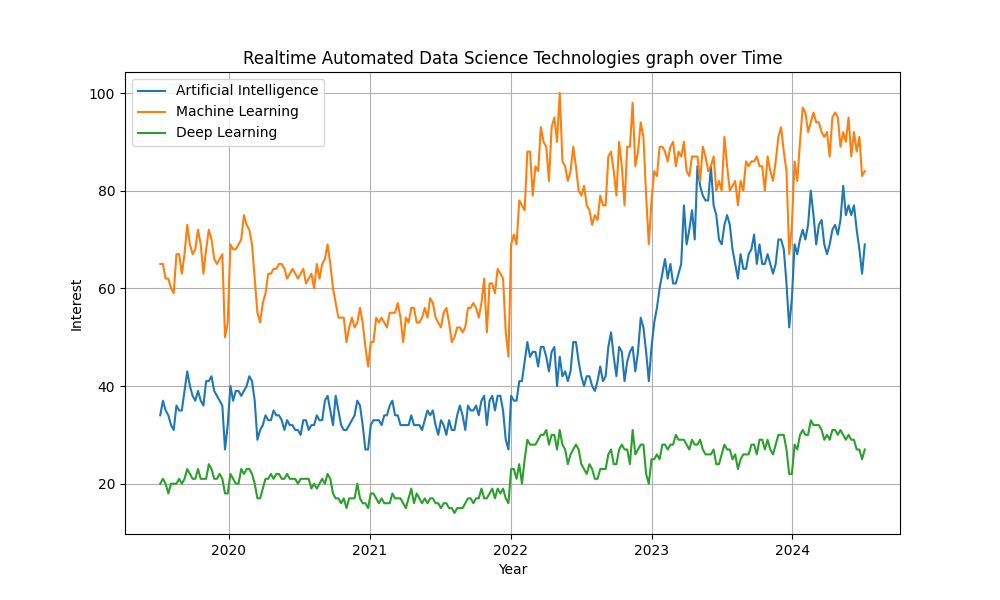 Realtime Automated Data Science Technologies graph over Time
Artificial Intelligence
Machine Learning
Deep Learning
Interest
100
80
60
40
20
2020 2021 2022 2023 2024
Year